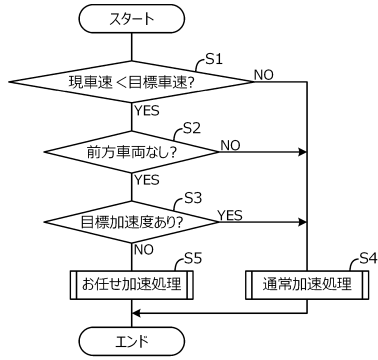 スタート
S1
現車速＜目標車速?
NO
YES
S2
前方車両なし?
NO
YES
S3
目標加速度あり?
YES
NO
S5
お任せ加速処理
S4
通常加速処理
エンド